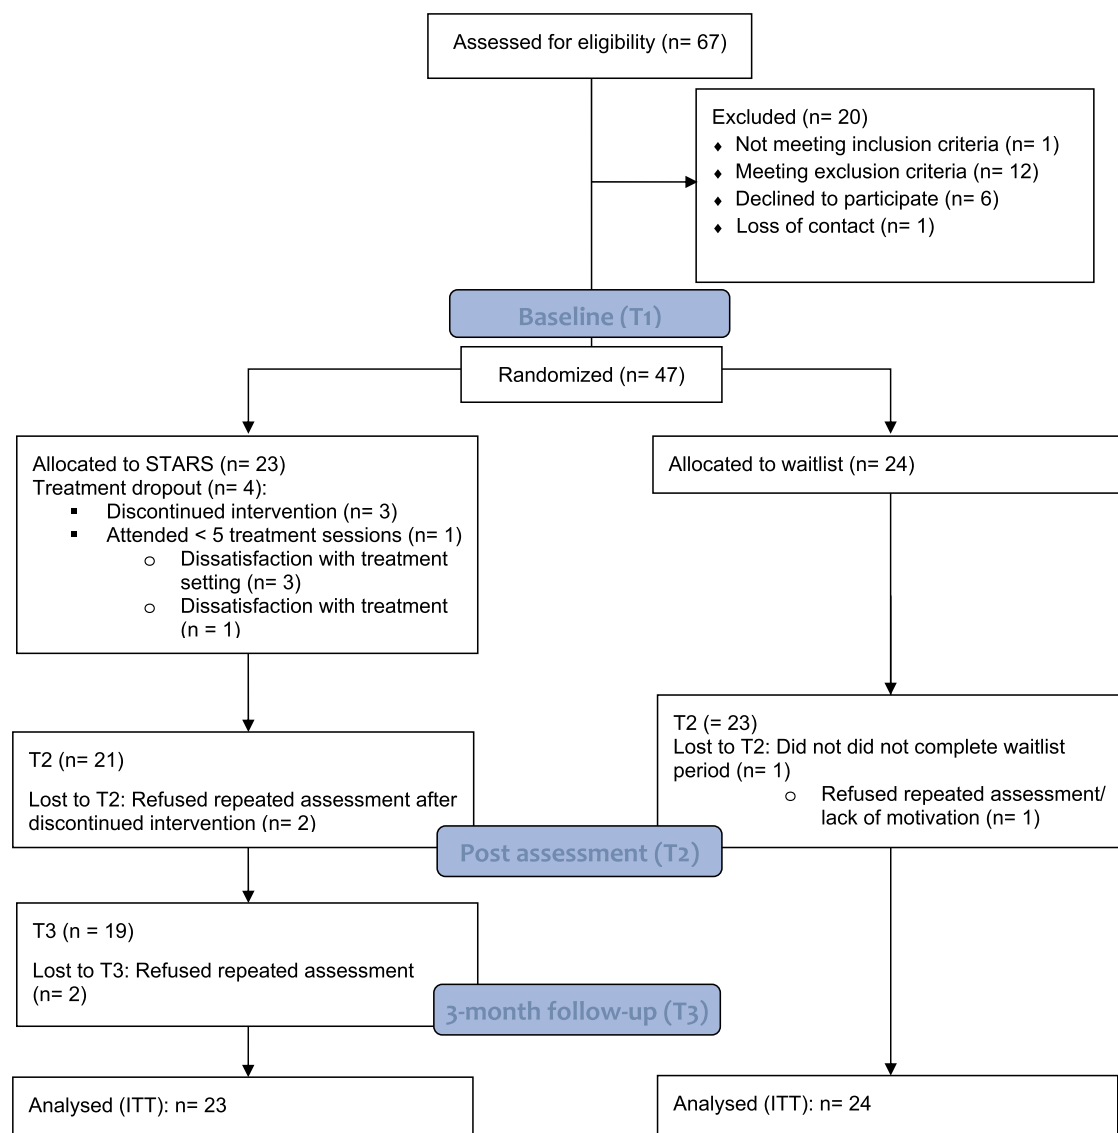 Assessed for eligibility (n= 67)
Excluded (n= 20)
⬧ Not meeting inclusion criteria (n= 1)
⬧ Meeting exclusion criteria (n= 12)
⬧ Declined to participate (n= 6)
⬧ Loss of contact (n= 1)
Baseline (T1)
Randomized (n= 47)
Allocated to STARS (n= 23)
Treatment dropout (n= 4):
▪ Discontinued intervention (n= 3)
▪ Attended < 5 treatment sessions (n= 1)
o Dissatisfaction with treatment
setting (n= 3)
o Dissatisfaction with treatment
(n = 1)
Allocated to waitlist (n= 24)
T2 (n= 21)
Lost to T2: Refused repeated assessment after
discontinued intervention (n= 2)
T2 (= 23)
Lost to T2: Did not did not complete waitlist
period (n= 1)
o Refused repeated assessment/
lack of motivation (n= 1)
Post assessment (T2)
T3 (n = 19)
Lost to T3: Refused repeated assessment
(n= 2)
3-month follow-up (T3)
Analysed (ITT): n= 23
Analysed (ITT): n= 24